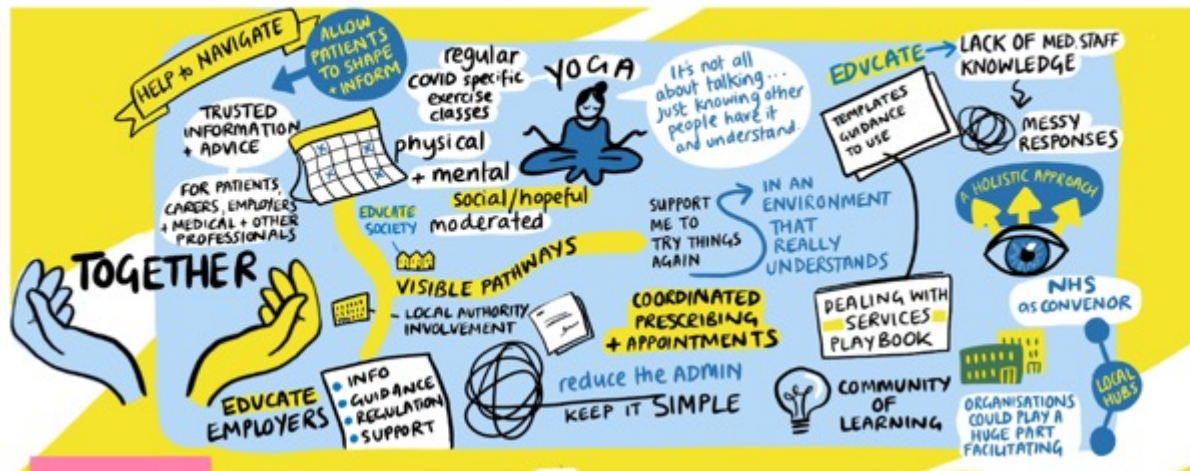 HELP to NAVIGATE
ALLOW
PATIENTS
TO SHAPE
+ INFORM
TRUSTED
INFORMATION
+ ADVICE
FOR PATIENTS,
CARERS, EMPLOYERS
+ MEDICAL + OTHER
PROFESSIONALS
TOGETHER
regular
COVID specific
exercise
classes
physical
+ mental
social/hopeful
moderated
YOGA
It's not all
about talking...
just knowing other
people have it
and understand.
EDUCATE
LACK OF MED. STAFF
KNOWLEDGE
MESSY
RESPONSES
TEMPLATES
GUIDANCE
TO USE
A HOLISTIC APPROACH
EDUCATE
SOCIETY
VISIBLE PATHWAYS
SUPPORT
ME TO
TRY THINGS
AGAIN
IN AN
ENVIRONMENT
THAT
REALLY
UNDERSTANDS
LOCAL AUTHORITY
INVOLVEMENT
COORDINATED
PRESCRIBING
+ APPOINTMENTS
DEALING WITH
SERVICES
PLAYBOOK
NHS
as CONVENOR
LOCAL
HUBS
EDUCATE
EMPLOYERS
• INFO
• GUIDANCE
• REGULATION
• SUPPORT
reduce the ADMIN
KEEP IT SIMPLE
COMMUNITY
OF
LEARNING
ORGANISATIONS
COULD PLAY A
HUGE PART
FACILITATING